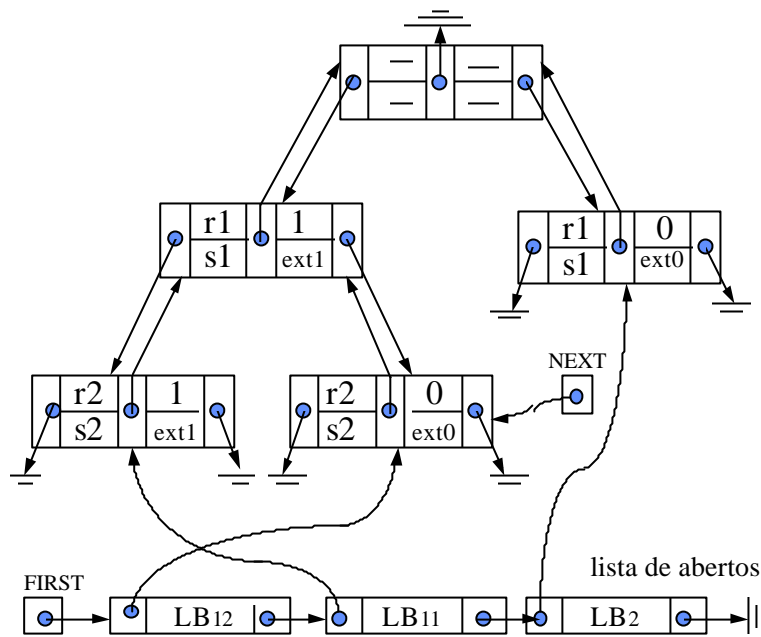 — —
— —
r1 1
s1 ext1
r1 0
s1 ext0
r2 1
s2 ext1
r2 0
s2 ext0
NEXT
lista de abertos
FIRST
LB12
LB11
LB2